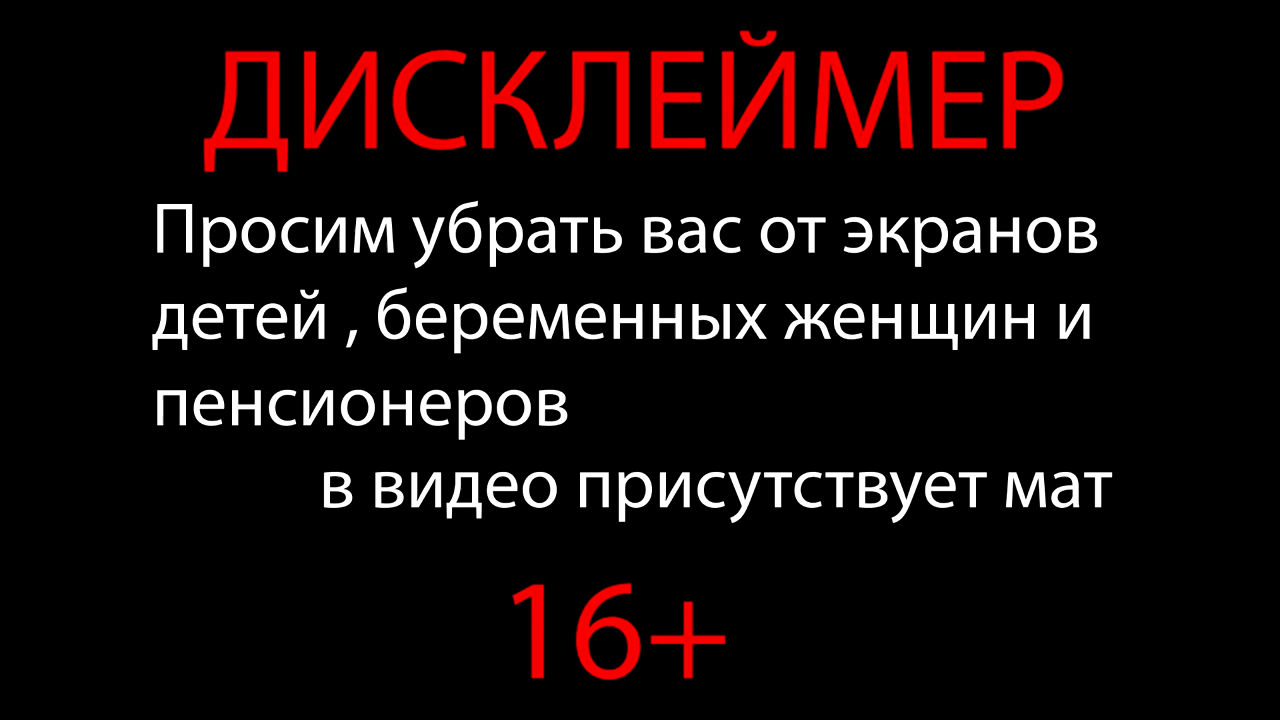 ДИСКЛЕЙМЕР
Просим убрать вас от экранов
детей , беременных женщин и
пенсионеров
в видео присутствует мат
16+